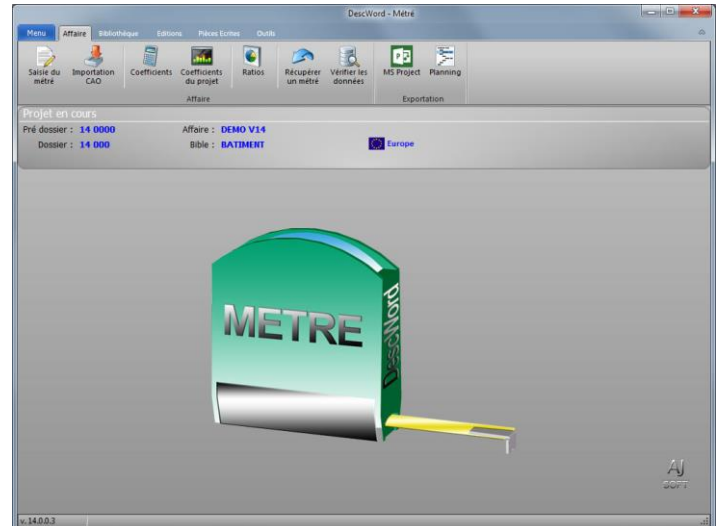 DescWord - Métré
Menu Affaire Bibliothèque Editions Pièces Ecrites Outils
Saisie du métré
Importation CAO
Coefficients
Coefficients du projet
Ratios
Récupérer un métré
Vérifier les données
MS Project
Planning
Affaire
Exportation
Projet en cours
Pré dossier : 14 0000 Affaire : DEMO V14
Dossier : 14 000 Bible : BATIMENT Europe
METRE
DescWord
AJ
SOFT
v. 14.0.0.3